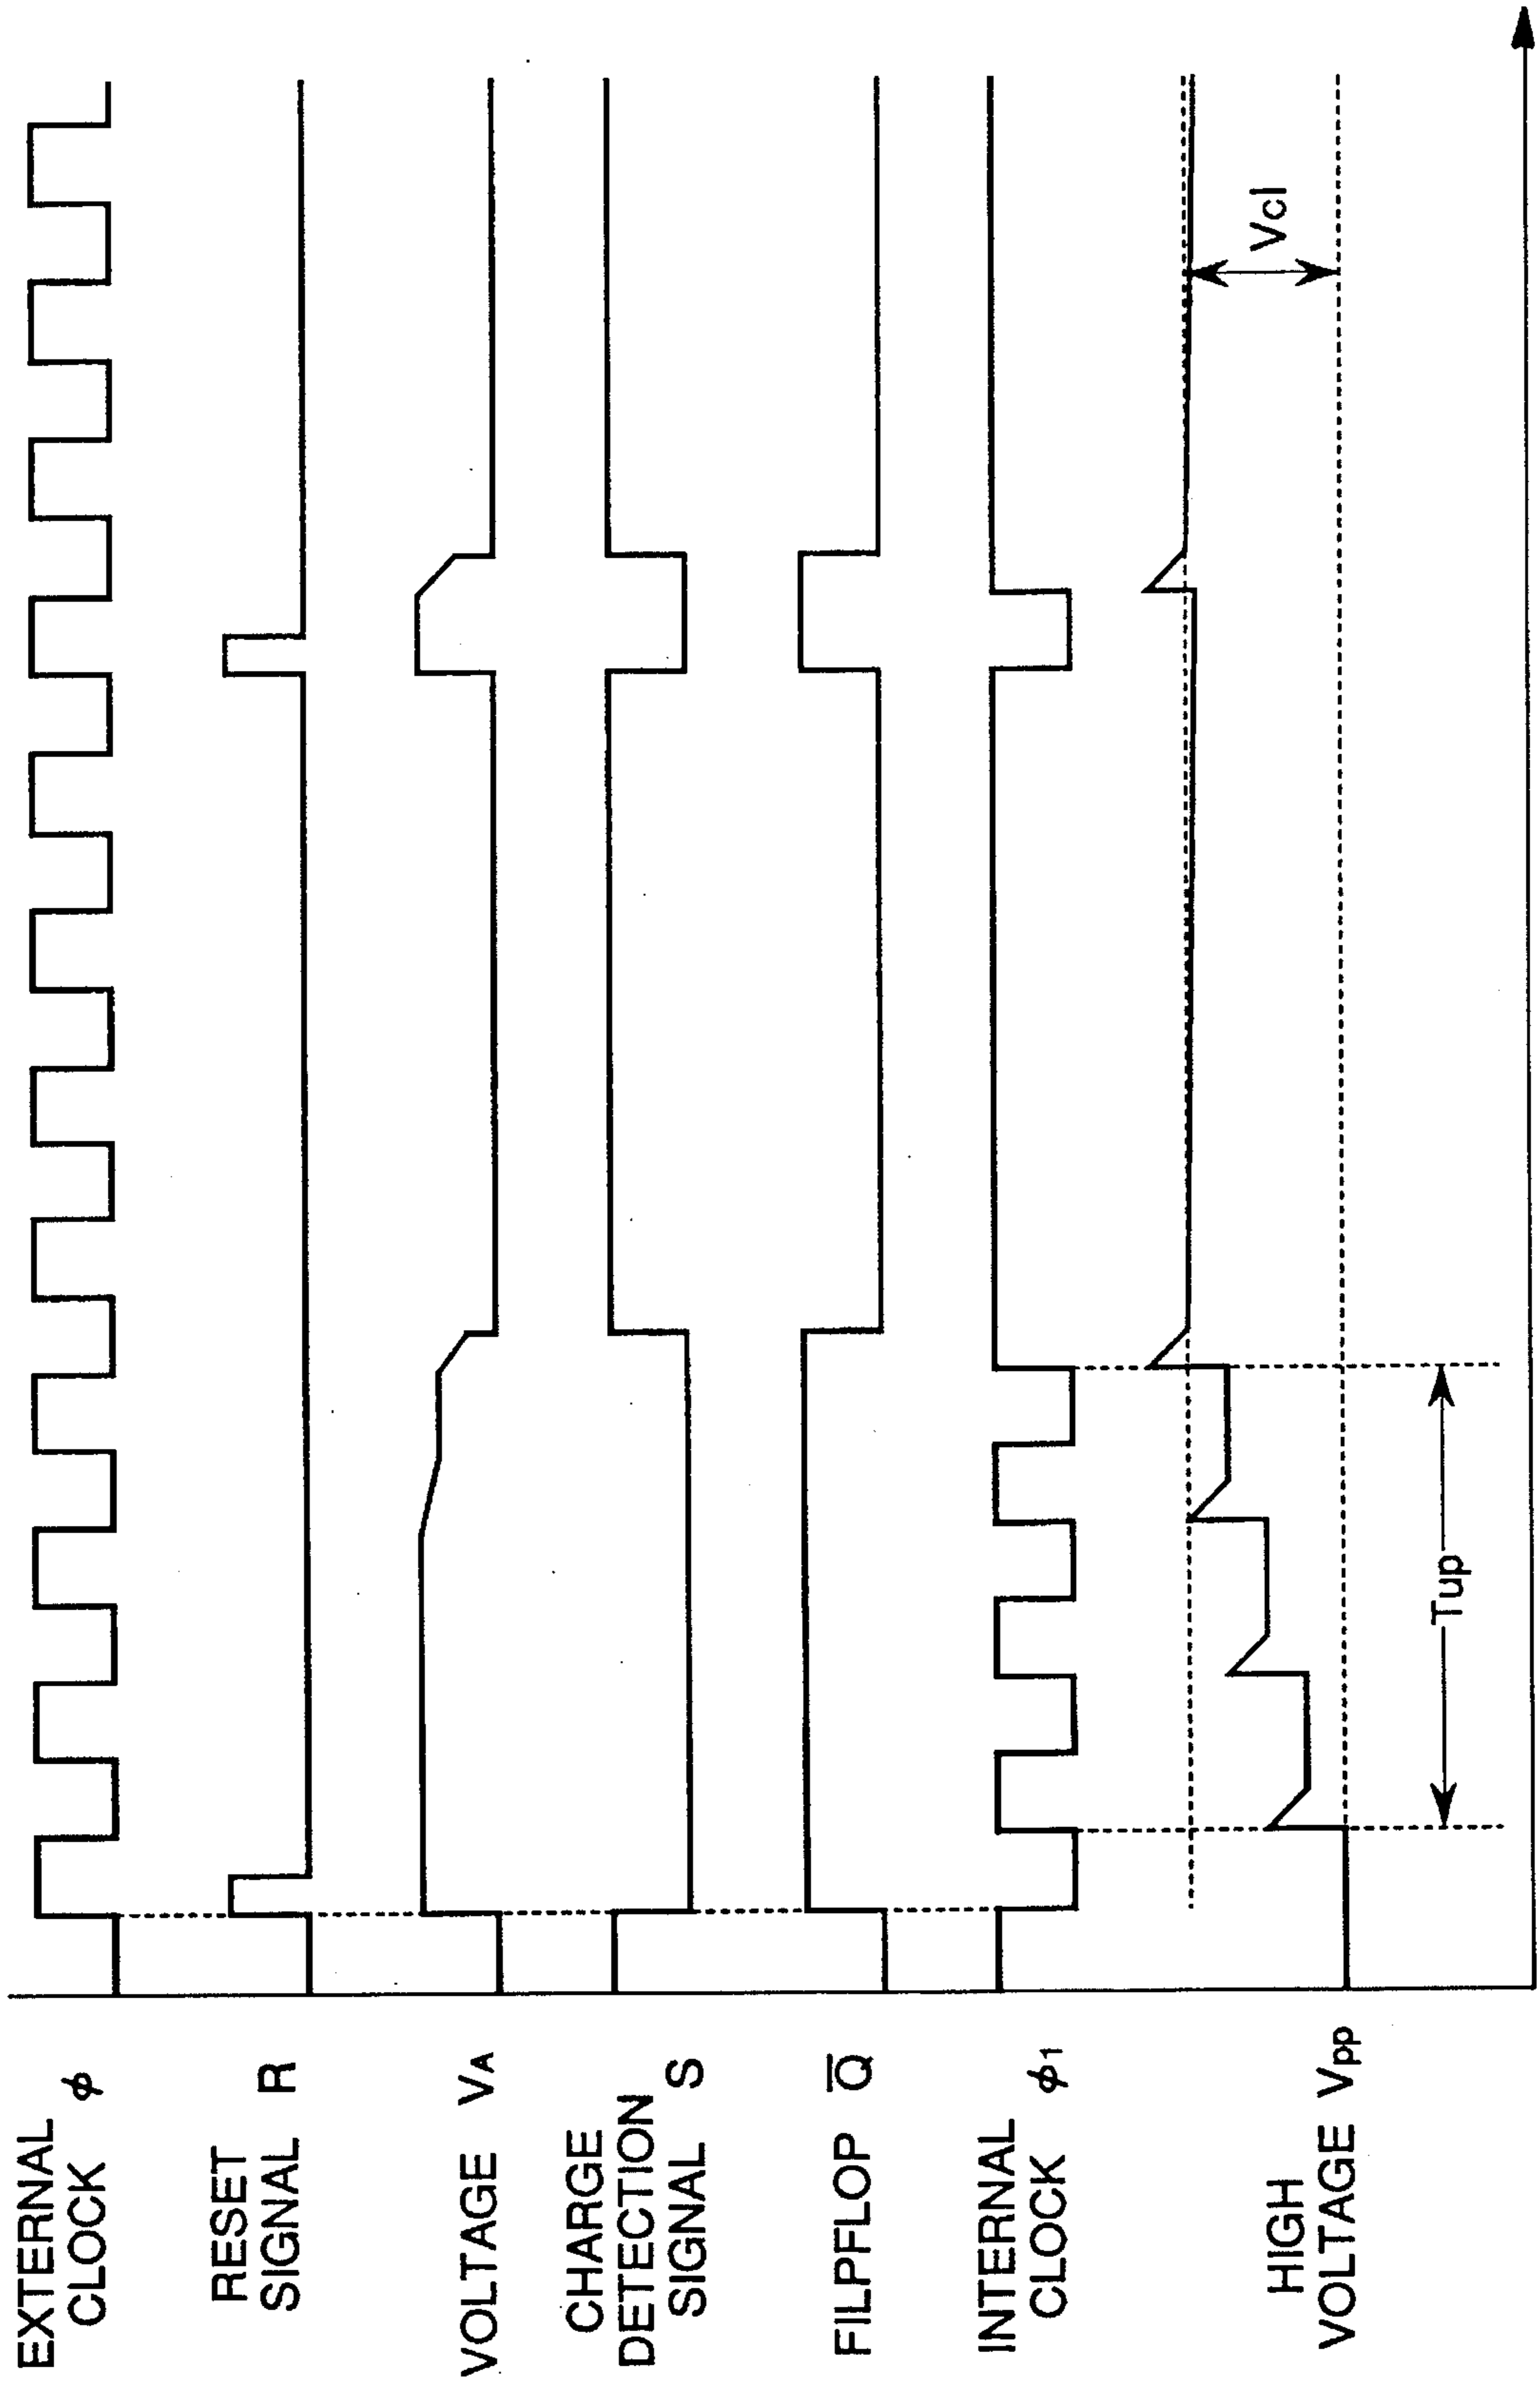 EXTERNAL
CLOCK ϕ
RESET
SIGNAL R
VOLTAGE VA
CHARGE
DETECTION
SIGNAL S
FILPFLOP Q̅
INTERNAL
CLOCK ϕ1
HIGH
VOLTAGE Vpp
Vcl
Tup